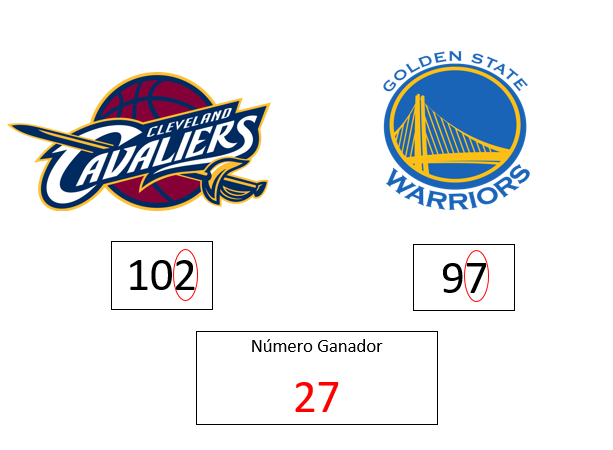 CLEVELAND
CAVALIERS
GOLDEN STATE
WARRIORS
102
97
Número Ganador
27